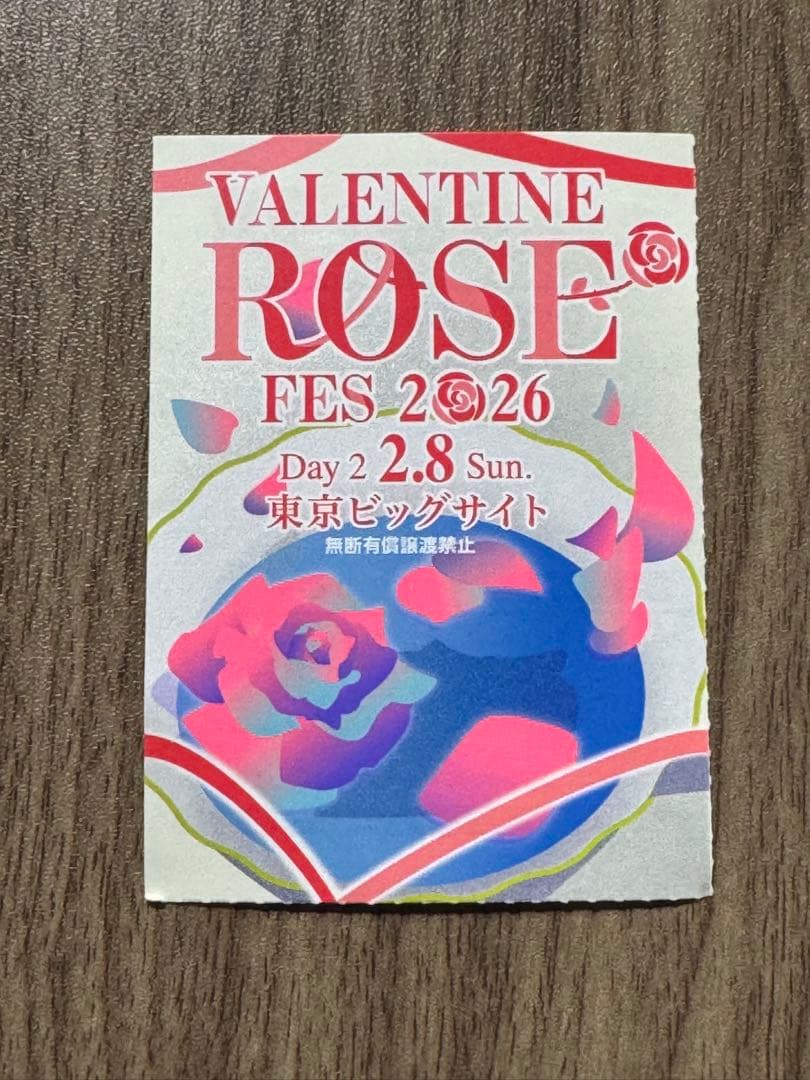 VALENTINE
ROSE
FES 2026
Day 2 2.8 Sun.
東京ビッグサイト
無断有償譲渡禁止